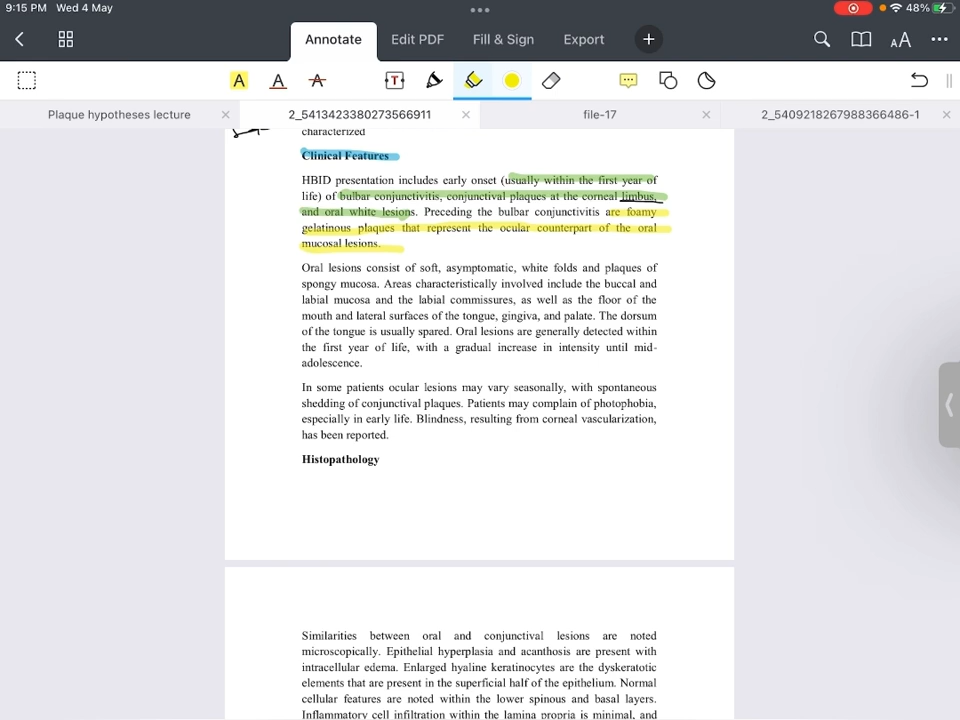 9:15 PM Wed 4 May
48%
Annotate Edit PDF Fill & Sign Export
AA
A A A T
Plaque hypotheses lecture
2_5413423380273566911
file-17
2_5409218267988366486-1
characterized
Clinical Features
HBID presentation includes early onset (usually within the first year of
life) of bulbar conjunctivitis, conjunctival plaques at the corneal limbus,
and oral white lesions. Preceding the bulbar conjunctivitis are foamy
gelatinous plaques that represent the ocular counterpart of the oral
mucosal lesions.
Oral lesions consist of soft, asymptomatic, white folds and plaques of
spongy mucosa. Areas characteristically involved include the buccal and
labial mucosa and the labial commissures, as well as the floor of the
mouth and lateral surfaces of the tongue, gingiva, and palate. The dorsum
of the tongue is usually spared. Oral lesions are generally detected within
the first year of life, with a gradual increase in intensity until mid-
adolescence.
In some patients ocular lesions may vary seasonally, with spontaneous
shedding of conjunctival plaques. Patients may complain of photophobia,
especially in early life. Blindness, resulting from corneal vascularization,
has been reported.
Histopathology
Similarities between oral and conjunctival lesions are noted
microscopically. Epithelial hyperplasia and acanthosis are present with
intracellular edema. Enlarged hyaline keratinocytes are the dyskeratotic
elements that are present in the superficial half of the epithelium. Normal
cellular features are noted within the lower spinous and basal layers.
Inflammatory cell infiltration within the lamina propria is minimal, and